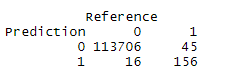 Reference
Prediction 0 1
0 113706 45
1 16 156